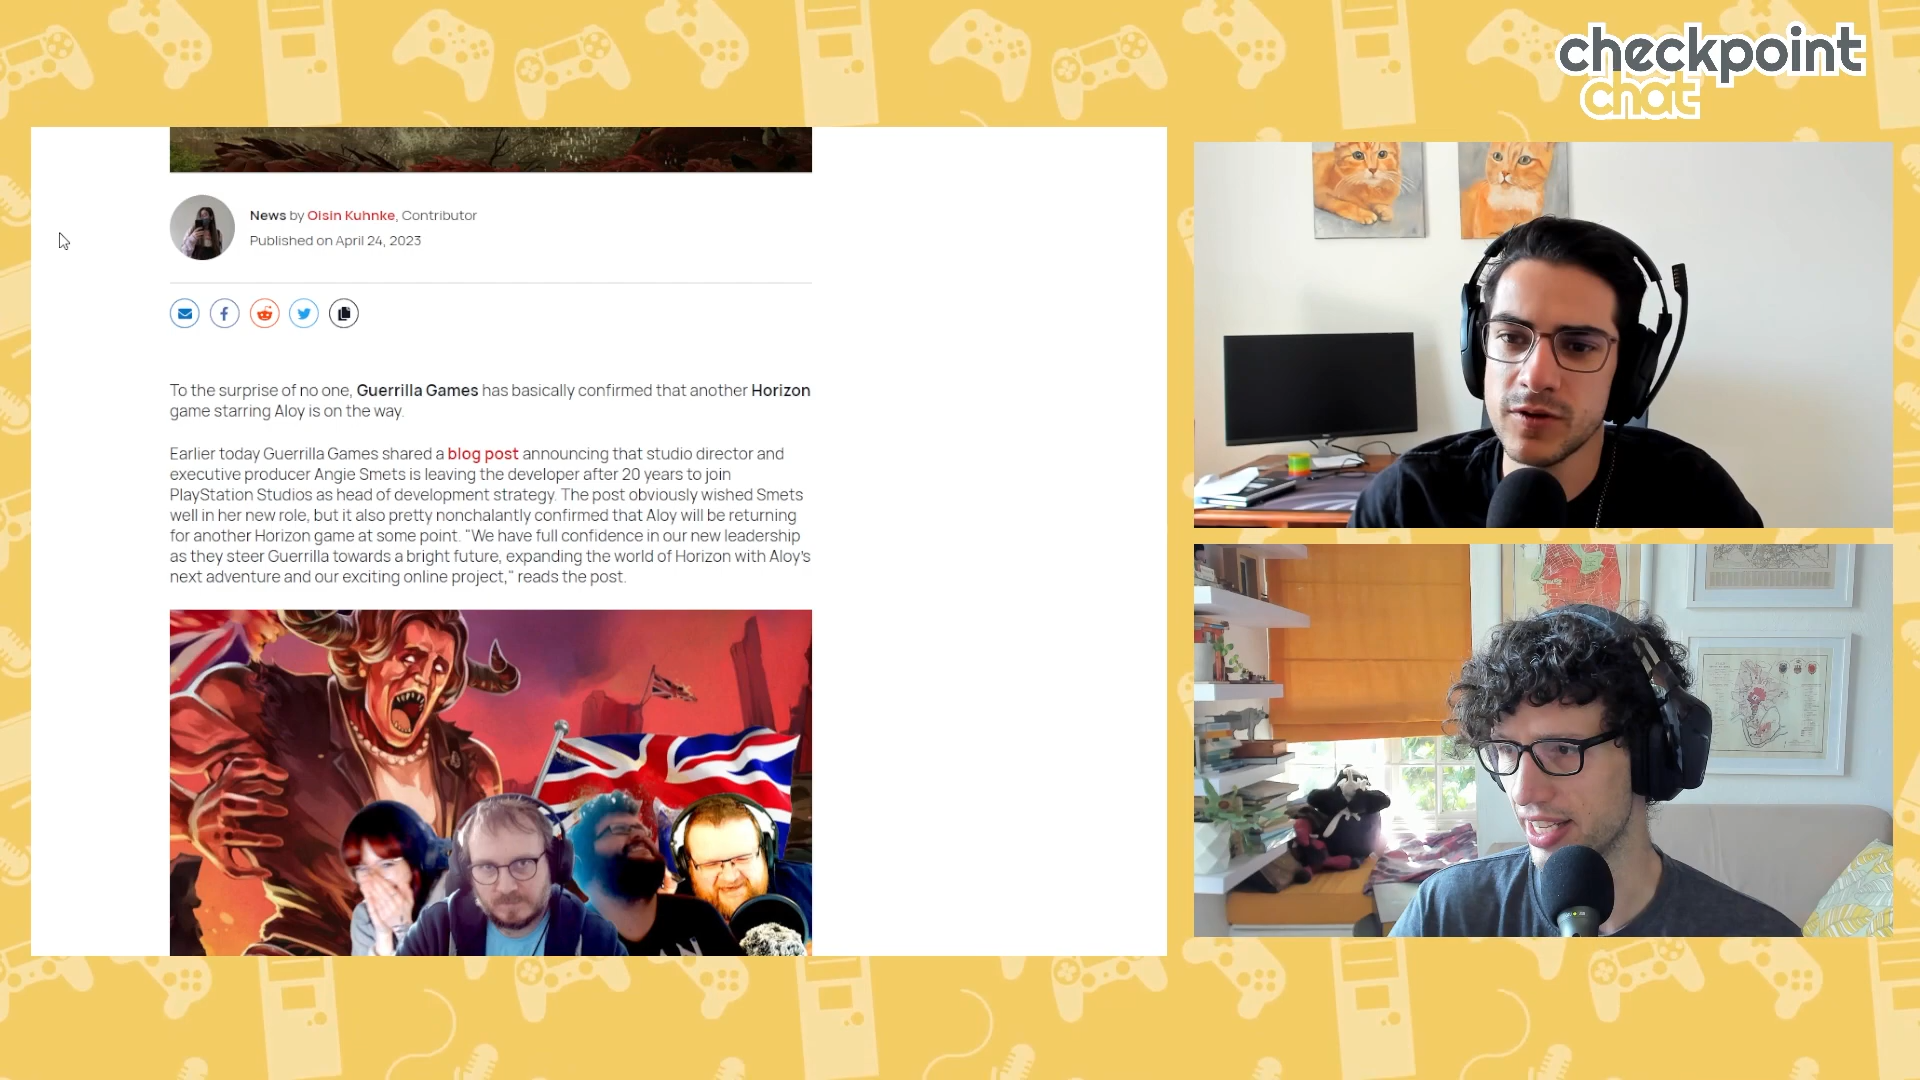 checkpoint
chat
News by Oisin Kuhnke, Contributor
Published on April 24, 2023
To the surprise of no one, Guerrilla Games has basically confirmed that another Horizon
game starring Aloy is on the way.
Earlier today Guerrilla Games shared a blog post announcing that studio director and
executive producer Angie Smets is leaving the developer after 20 years to join
PlayStation Studios as head of development strategy. The post obviously wished Smets
well in her new role, but it also pretty nonchalantly confirmed that Aloy will be returning
for another Horizon game at some point. "We have full confidence in our new leadership
as they steer Guerrilla towards a bright future, expanding the world of Horizon with Aloy's
next adventure and our exciting online project," reads the post.